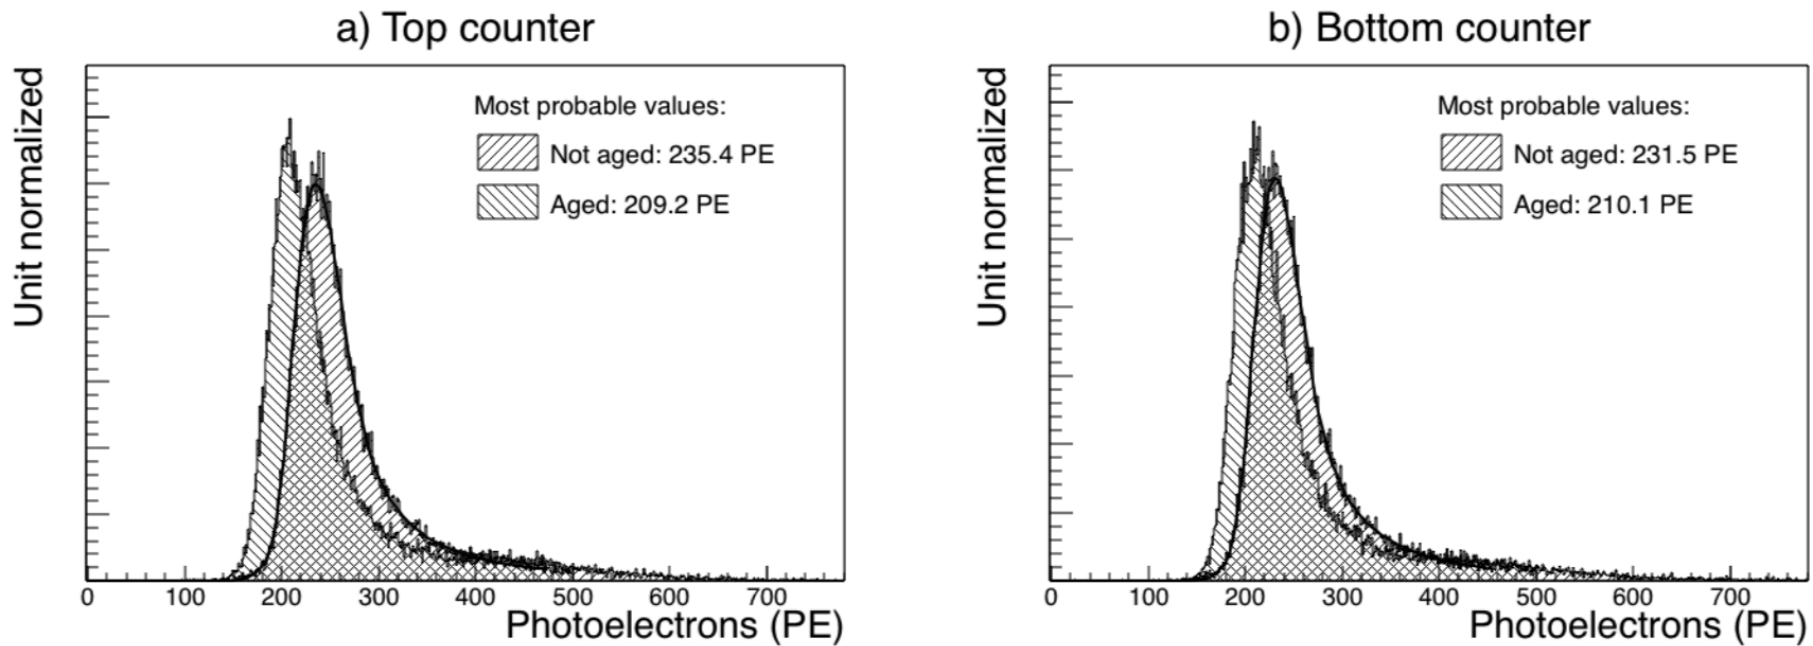 a) Top counter
Unit normalized
Most probable values:
Not aged: 235.4 PE
Aged: 209.2 PE
0 100 200 300 400 500 600 700
Photoelectrons (PE)
b) Bottom counter
Unit normalized
Most probable values:
Not aged: 231.5 PE
Aged: 210.1 PE
0 100 200 300 400 500 600 700
Photoelectrons (PE)